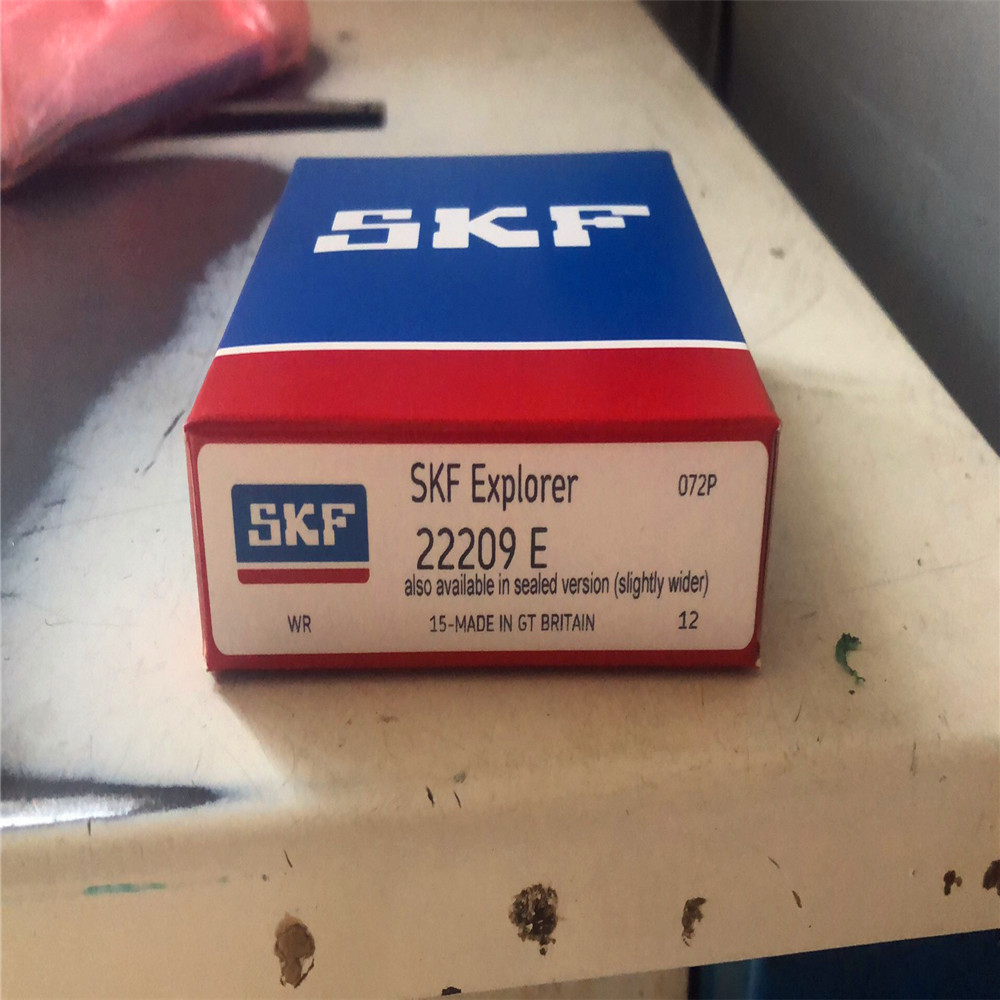 SKF
SKF
SKF Explorer
072P
22209 E
also available in sealed version (slightly wider)
WR
15-MADE IN GT BRITAIN
12